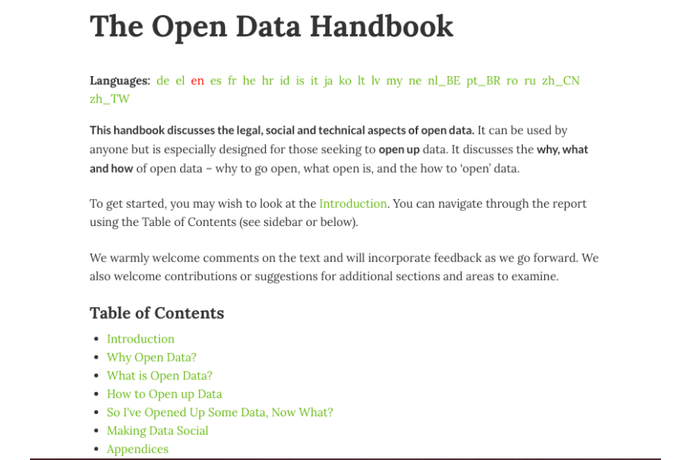 The Open Data Handbook
Languages: de el en es fr he hr id is it ja ko lt lv my ne nl_BE pt_BR ro ru zh_CN
zh_TW
This handbook discusses the legal, social and technical aspects of open data. It can be used by
anyone but is especially designed for those seeking to open up data. It discusses the why, what
and how of open data – why to go open, what open is, and the how to ‘open’ data.
To get started, you may wish to look at the Introduction. You can navigate through the report
using the Table of Contents (see sidebar or below).
We warmly welcome comments on the text and will incorporate feedback as we go forward. We
also welcome contributions or suggestions for additional sections and areas to examine.
Table of Contents
• Introduction
• Why Open Data?
• What is Open Data?
• How to Open up Data
• So I’ve Opened Up Some Data, Now What?
• Making Data Social
• Appendices